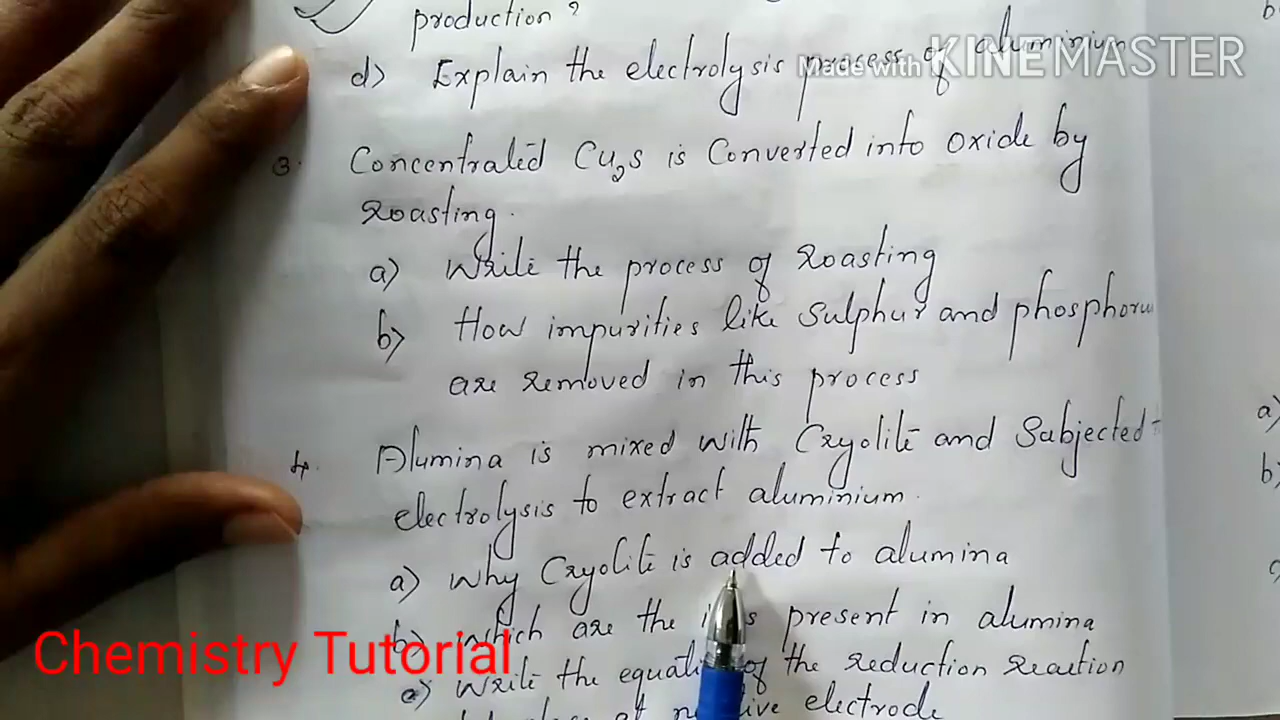 production?
Made with KINEMASTER
d) Explain the electrolysis process of aluminium
3. Concentrated Cu₂S is Converted into oxide by
roasting.
a) Write the process of roasting
b) How impurities like Sulphur and phosphorus
are removed in this process
4. Alumina is mixed with Cryolite and Subjected
electrolysis to extract aluminium.
a) Why Cryolite is added to alumina
b) which are the present in alumina
Chemistry Tutorial
c) Write the of the reduction reaction
electrode